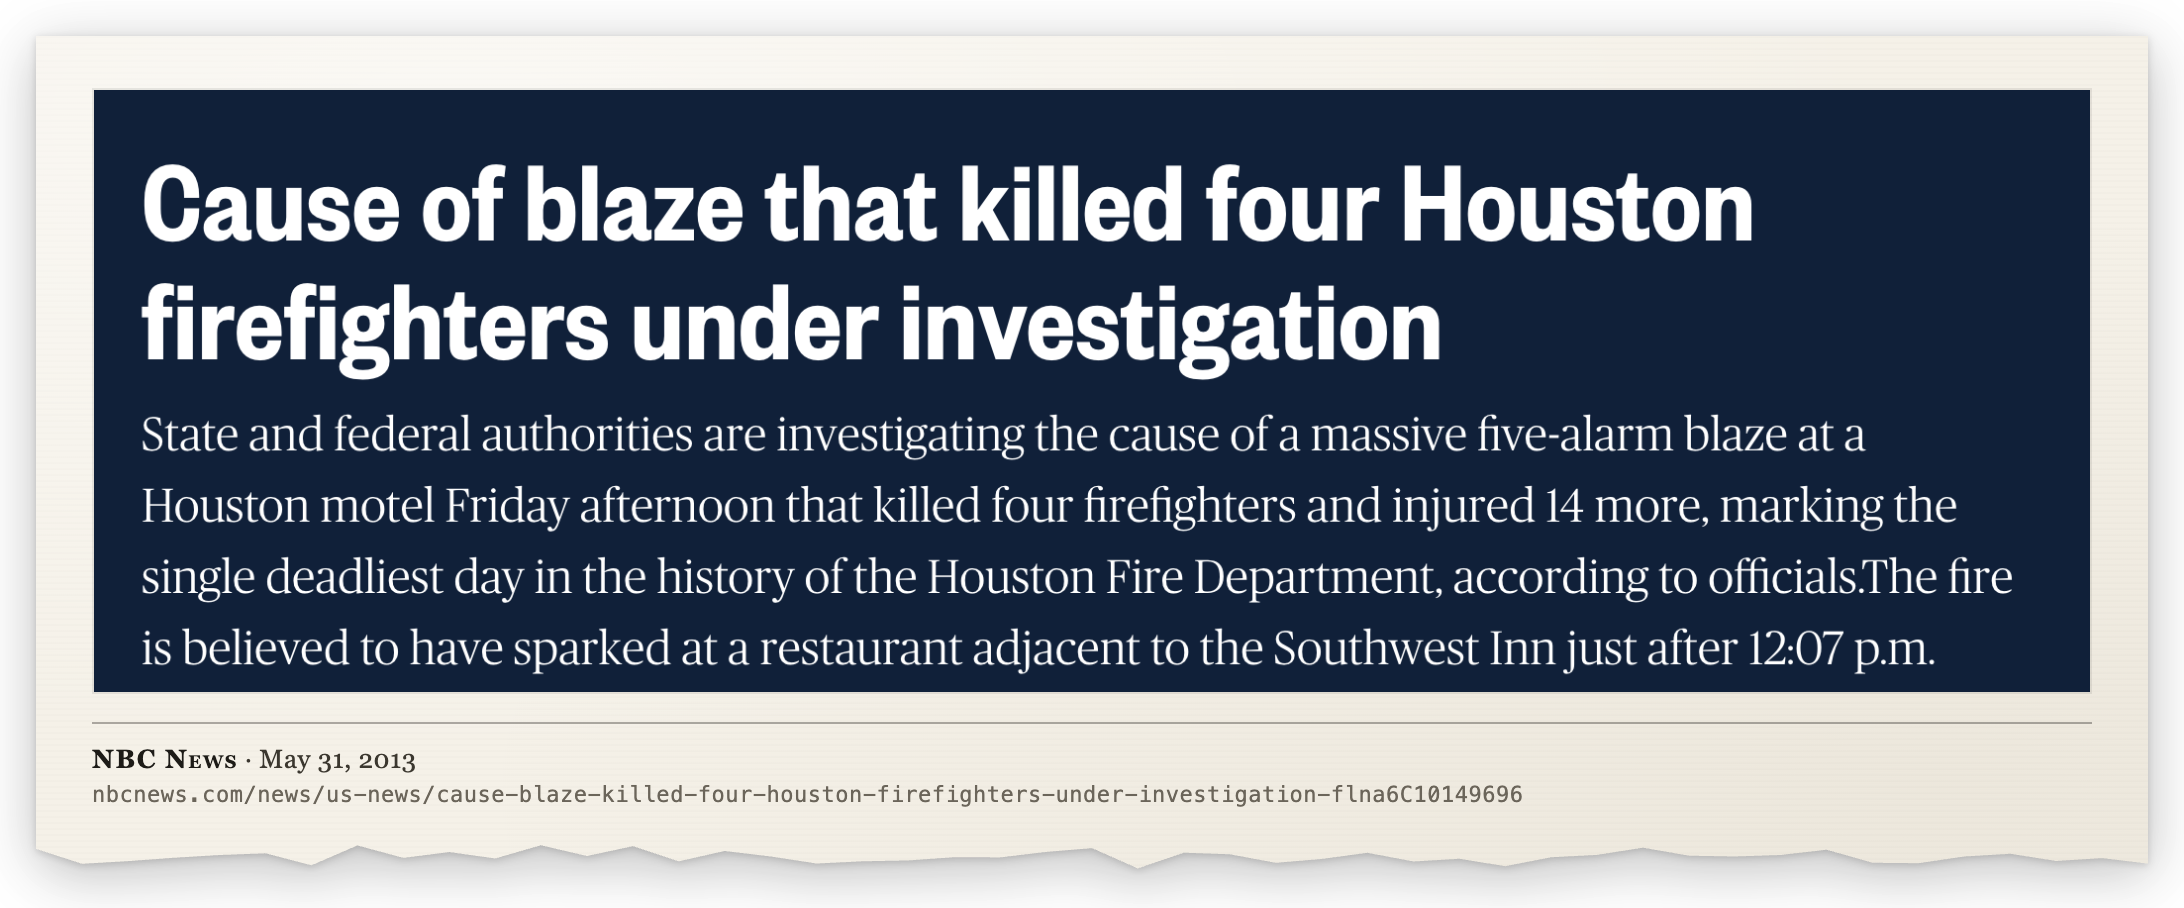 Cause of blaze that killed four Houston
firefighters under investigation
State and federal authorities are investigating the cause of a massive five-alarm blaze at a
Houston motel Friday afternoon that killed four firefighters and injured 14 more, marking the
single deadliest day in the history of the Houston Fire Department, according to officials.The fire
is believed to have sparked at a restaurant adjacent to the Southwest Inn just after 12:07 p.m.
NBC News · May 31, 2013
nbcnews.com/news/us-news/cause-blaze-killed-four-houston-firefighters-under-investigation-flna6C10149696